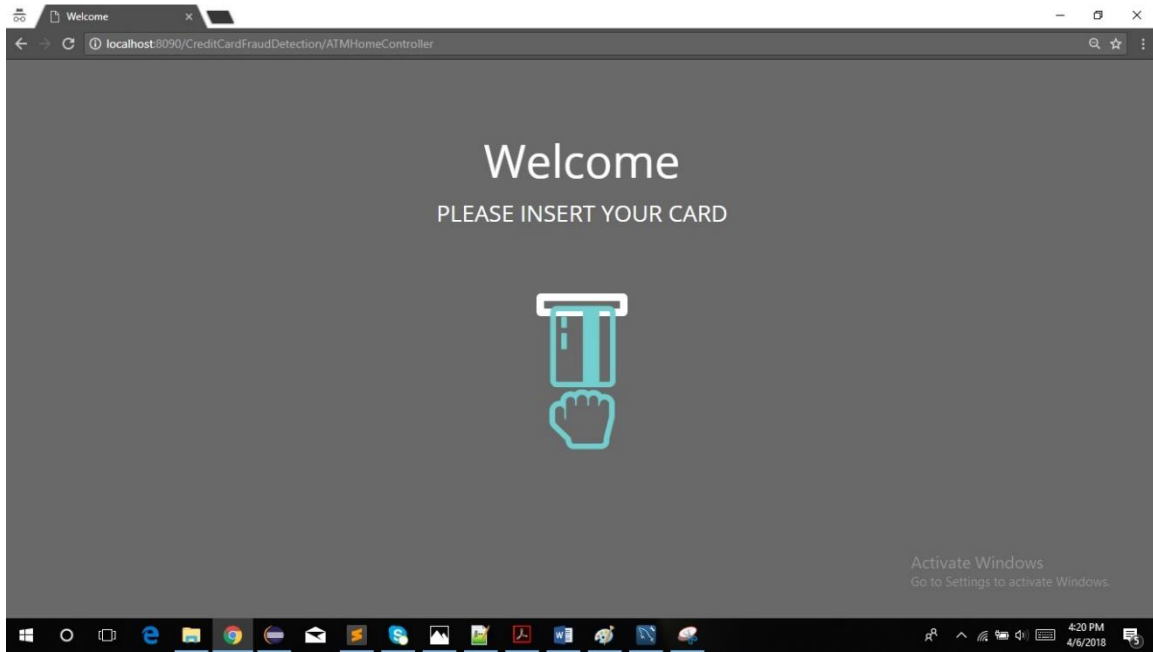 Welcome
localhost:8090/CreditCardFraudDetection/ATMHomeController
Welcome
PLEASE INSERT YOUR CARD
Activate Windows
Go to Settings to activate Windows.
4:20 PM
4/6/2018
5